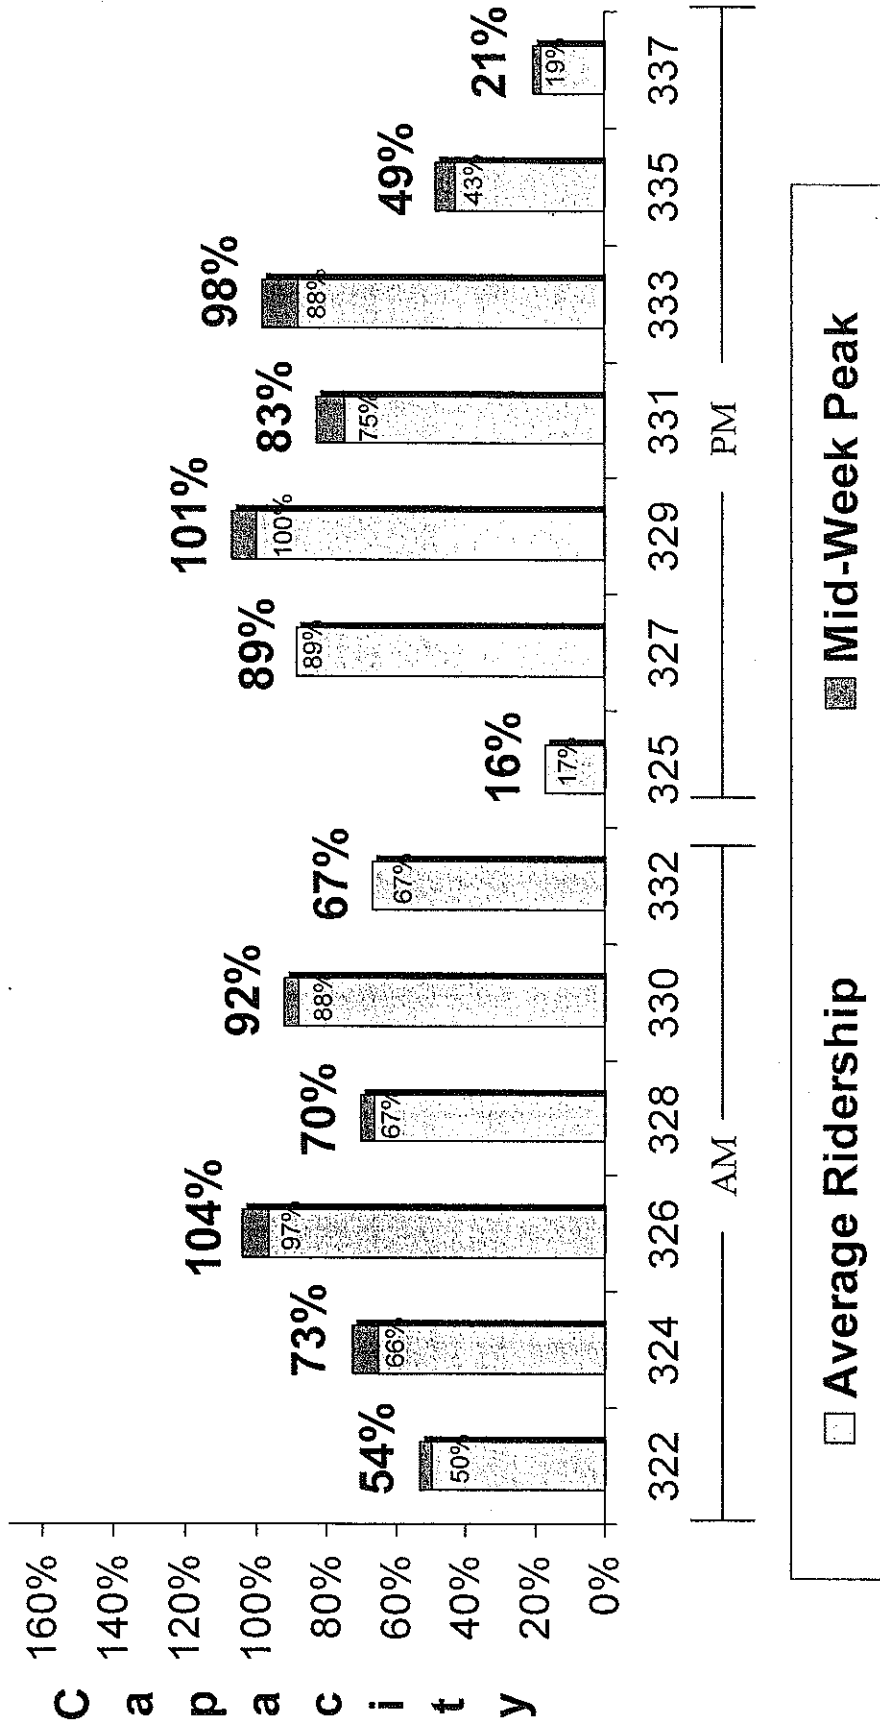 Capacity
160%
140%
120%
100%
80%
60%
40%
20%
0%
54% 73% 104% 70% 92% 67% 16% 89% 101% 83% 98% 49% 21%
50% 66% 97% 67% 88% 67% 17% 89% 100% 75% 88% 43% 19%
322 324 326 328 330 332 325 327 329 331 333 335 337
AM PM
Average Ridership Mid-Week Peak